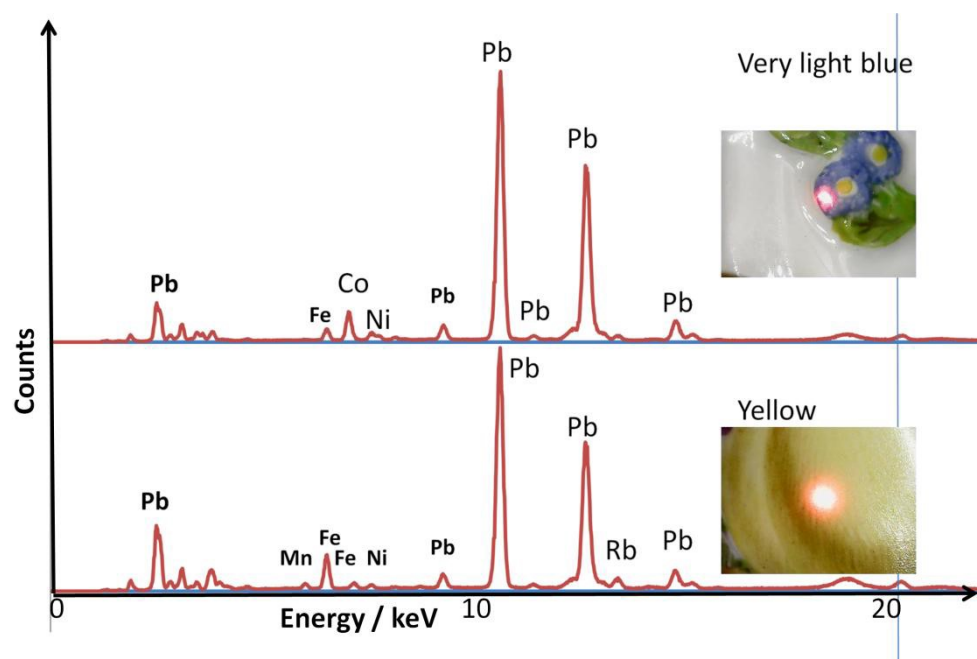 Pb
Very light blue
Pb
Pb
Co
Fe
Ni
Pb
Pb
Pb
Pb
Yellow
Pb
Pb
Fe
Mn
Fe
Ni
Pb
Rb
Pb
Counts
0
10
20
Energy / keV